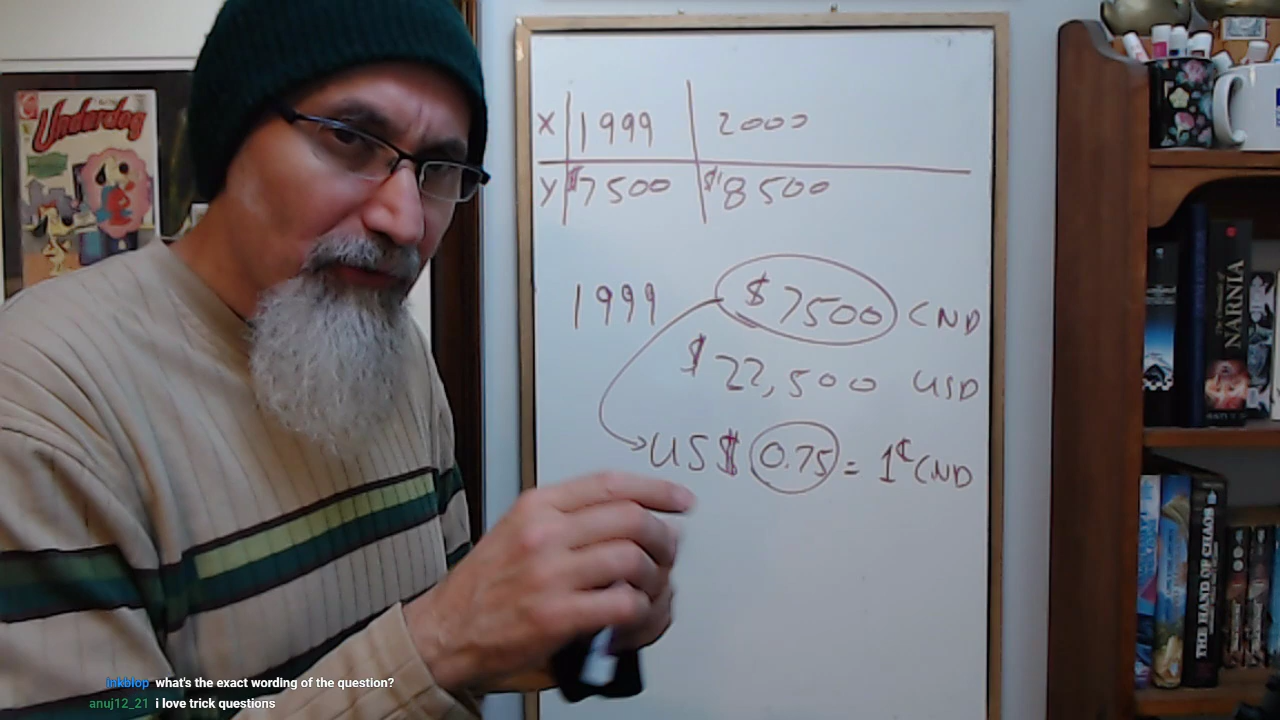 Underdog
X 1999 2000
Y $7500 $8500
1999 $7500 CND
$22,500 USD
US$ 0.75 = 1¢ CND
NARNIA
THE HAND OF CHAOS
inkblop what's the exact wording of the question?
anuj12_21 i love trick questions